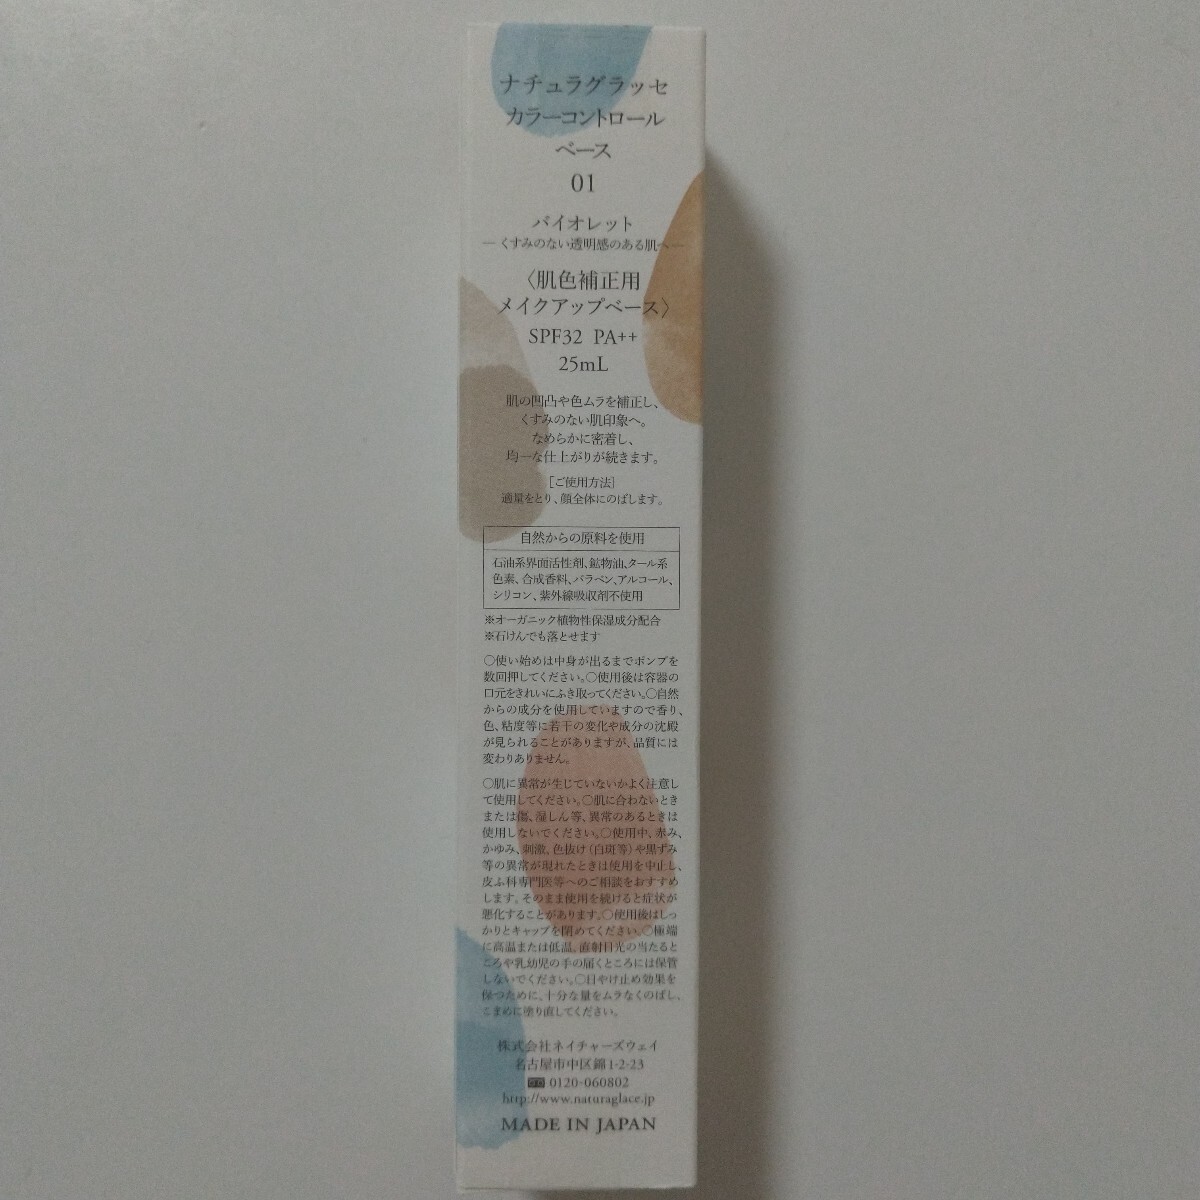 ナチュラグラッセ
カラーコントロール
ベース
01
バイオレット
―くすみのない透明感のある肌へ―
〈肌色補正用
メイクアップベース〉
SPF32 PA++
25mL
肌の凹凸や色ムラを補正し、
くすみのない肌印象へ。
なめらかに密着し、
均一な仕上がりが続きます。
[ご使用方法]
適量をとり、顔全体にのばします。
自然からの原料を使用
石油系界面活性剤、鉱物油、タール系
色素、合成香料、パラベン、アルコール、
シリコン、紫外線吸収剤不使用
※オーガニック植物性保湿成分配合
※石けんでも落とせます
○使い始めは中身が出るまでポンプを
数回押してください。○使用後は容器の
口元をきれいにふき取ってください。○自然
からの成分を使用していますので香り、
色、粘度等に若干の変化や成分の沈殿
が見られることがありますが、品質には
変わりありません。
○肌に異常が生じていないかよく注意し
て使用してください。○肌に合わないとき
または傷、湿しん等、異常のあるときは
使用しないでください。○使用中、赤み、
かゆみ、刺激、色抜け(白斑等)や黒ずみ
等の異常が現れたときは使用を中止し、
皮ふ科専門医等へのご相談をおすすめ
します。そのまま使用を続けると症状が
悪化することがあります。○使用後はしっ
かりとキャップを閉めてください。○極端
に高温または低温、直射日光の当たると
ころや乳幼児の手の届くところには保管
しないでください。○日やけ止め効果を
保つために、十分な量をムラなくのばし、
こまめに塗り直してください。
株式会社ネイチャーズウェイ
名古屋市中区錦1-2-23
0120-060802
http://www.naturaglace.jp
MADE IN JAPAN